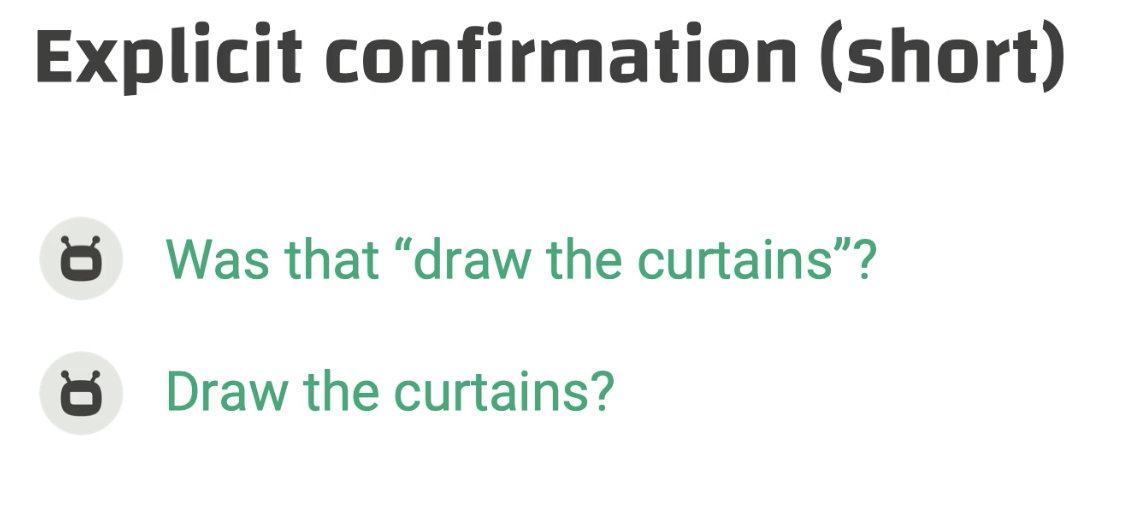 Explicit confirmation (short)
Was that “draw the curtains”?
Draw the curtains?